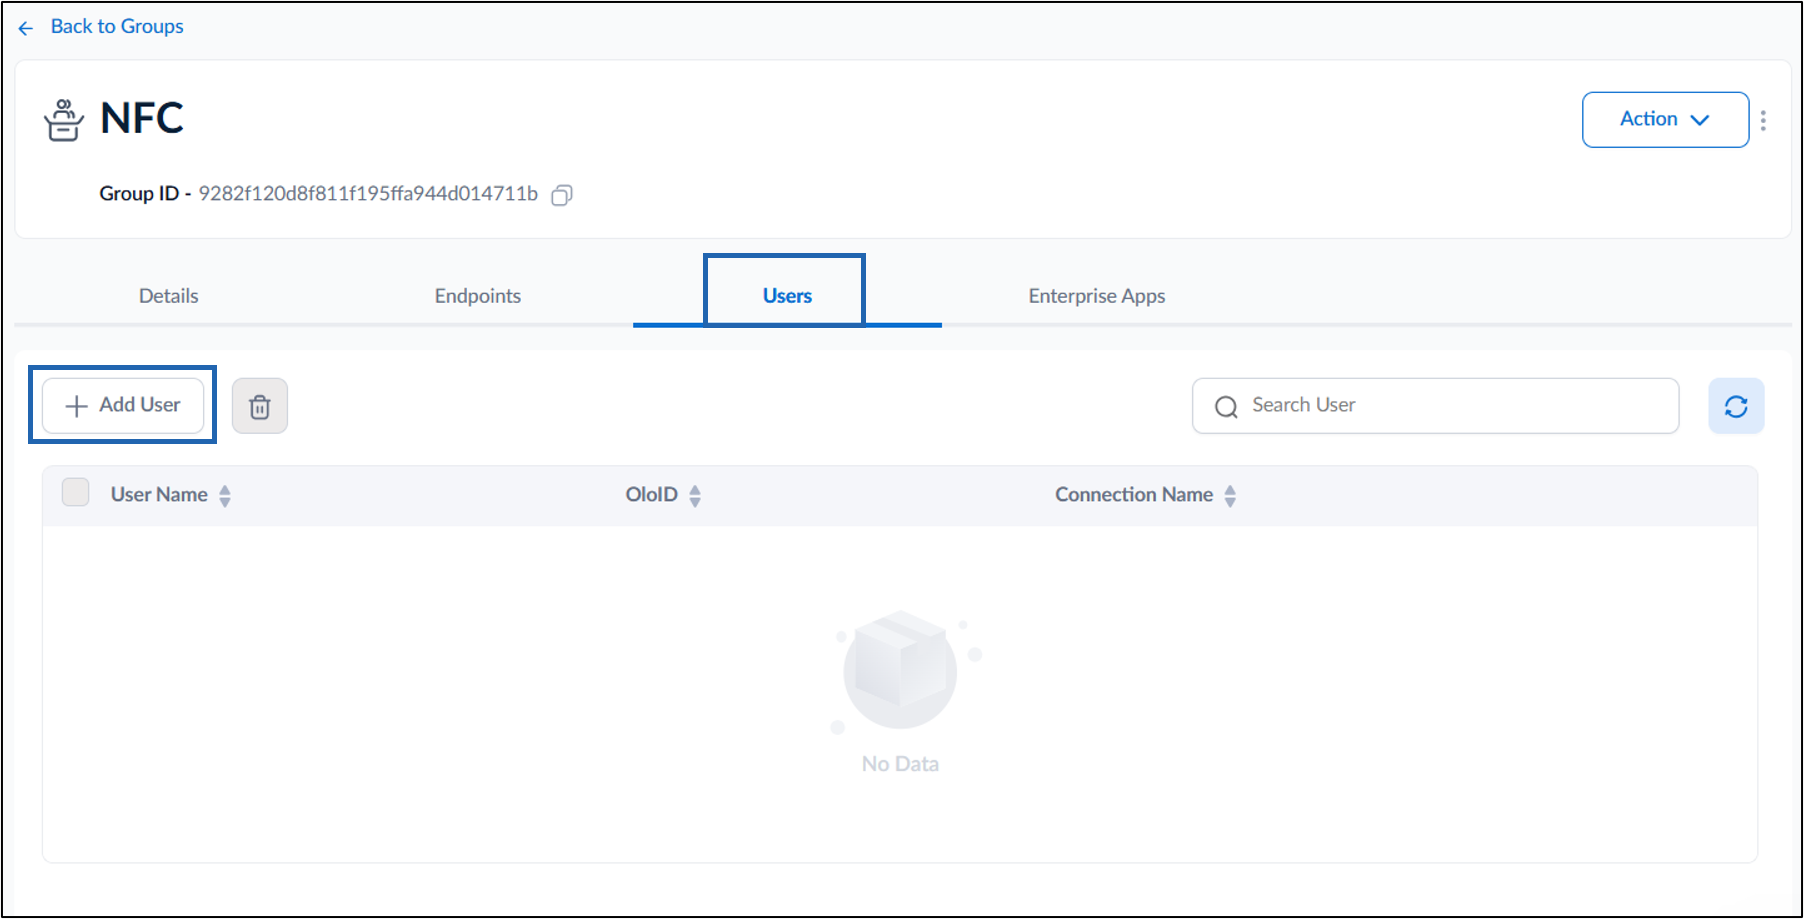 Back to Groups
NFC
Action
Group ID - 9282f120d8f811f195ffa944d014711b
Details Endpoints Users Enterprise Apps
Add User Search User
User Name OloID Connection Name
No Data